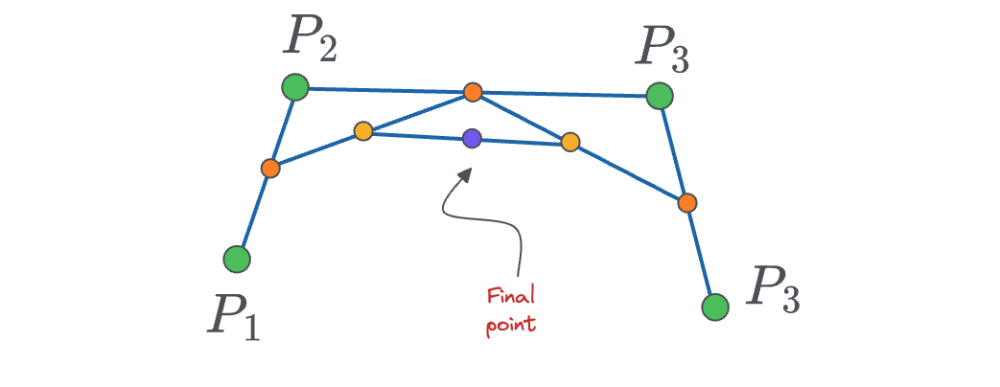 P₂
P₃
P₁
P₃
Final
point